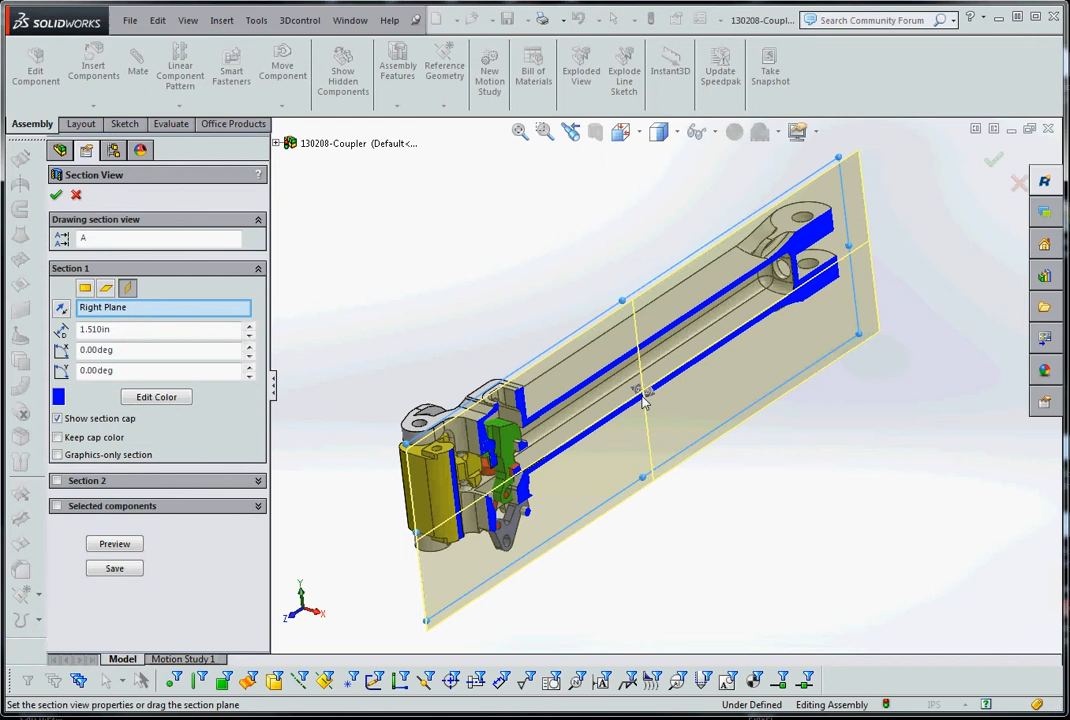 SOLIDWORKS
File Edit View Insert Tools 3Dcontrol Window Help
130208-Coupl...
Search Community Forum
Edit Component
Insert Components
Mate
Linear Component Pattern
Smart Fasteners
Move Component
Show Hidden Components
Assembly Features
Reference Geometry
New Motion Study
Bill of Materials
Exploded View
Explode Line Sketch
Instant3D
Update Speedpak
Take Snapshot
Assembly Layout Sketch Evaluate Office Products
130208-Coupler (Default<...
Section View
?
Drawing section view
A
Section 1
Right Plane
1.510in
0.00deg
0.00deg
Edit Color
Show section cap
Keep cap color
Graphics-only section
Section 2
Selected components
Preview
Save
Y
Z
X
Model Motion Study 1
Set the section view properties or drag the section plane
Under Defined
Editing Assembly
IPS